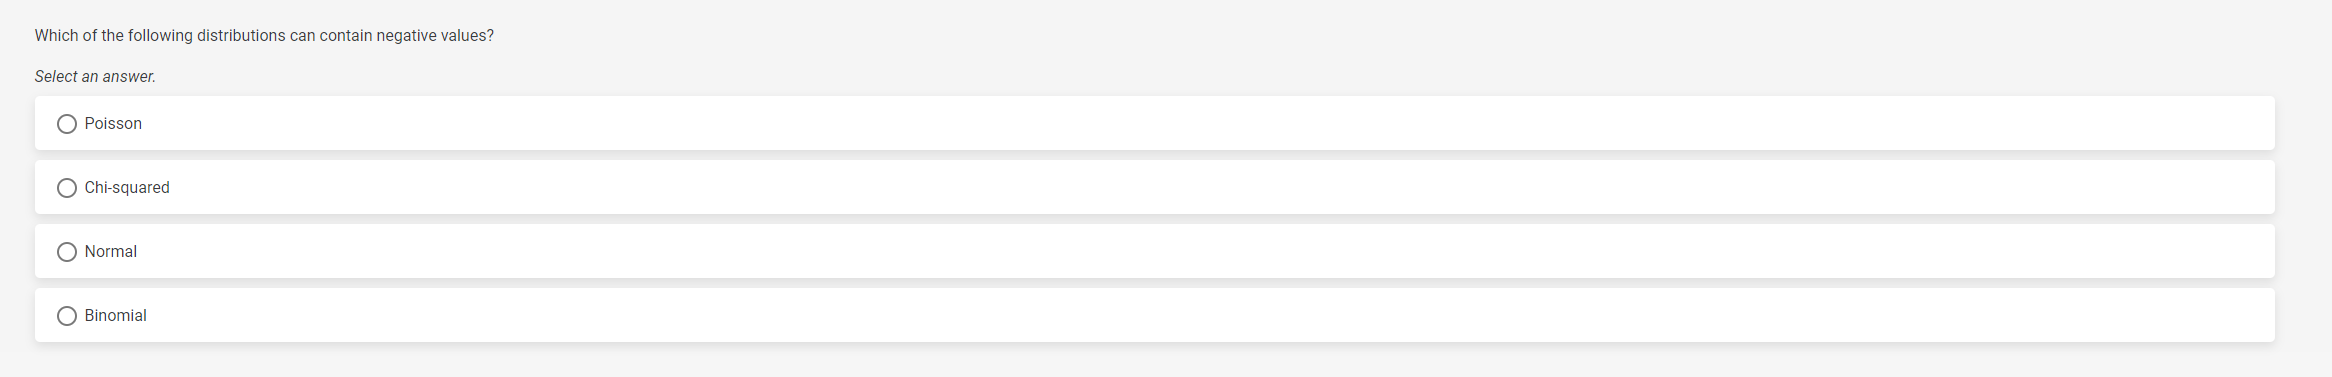 Which of the following distributions can contain negative values?
Select an answer.
Poisson
Chi-squared
Normal
Binomial